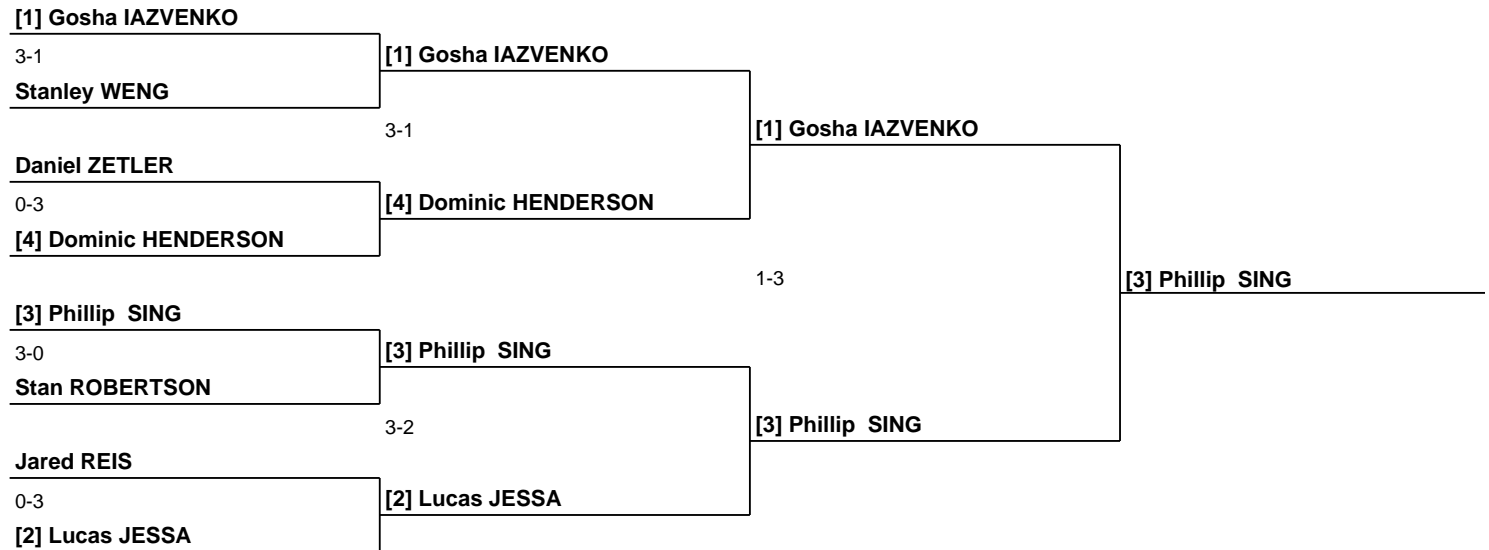 [1] Gosha IAZVENKO
3-1
[1] Gosha IAZVENKO
Stanley WENG
3-1
[1] Gosha IAZVENKO
Daniel ZETLER
0-3
[4] Dominic HENDERSON
[4] Dominic HENDERSON
1-3
[3] Phillip  SING
[3] Phillip  SING
3-0
[3] Phillip  SING
Stan ROBERTSON
3-2
[3] Phillip  SING
Jared REIS
0-3
[2] Lucas JESSA
[2] Lucas JESSA